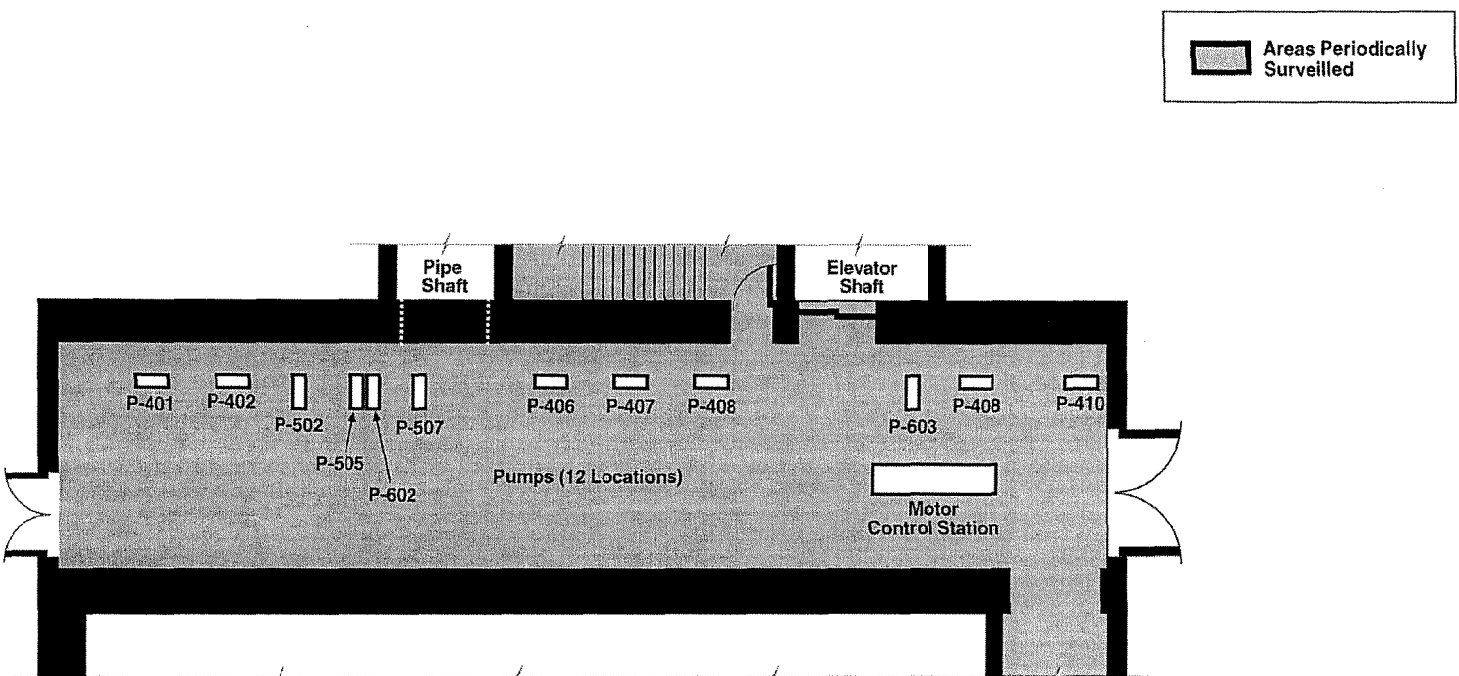 Areas Periodically
Surveilled
Pipe
Shaft
Elevator
Shaft
P-401
P-402
P-502
P-505
P-602
P-507
P-406
P-407
P-408
P-603
P-408
P-410
Pumps (12 Locations)
Motor
Control Station